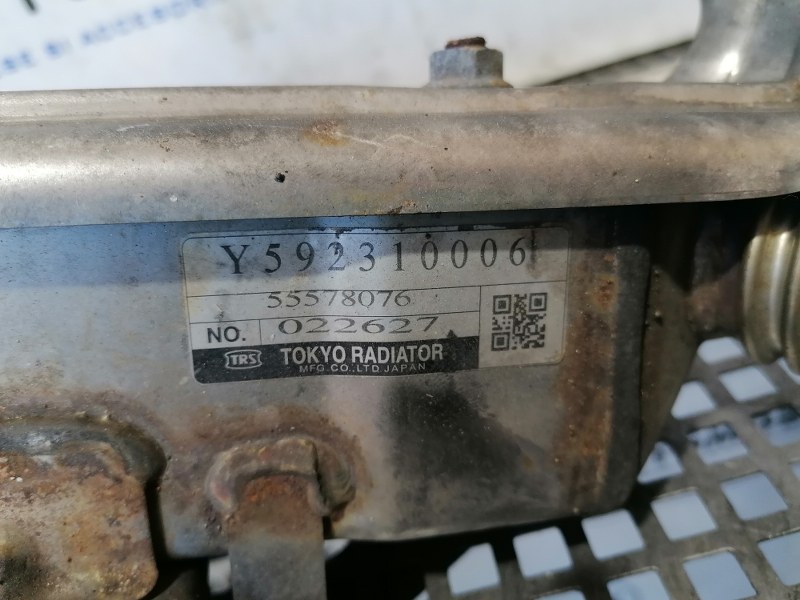 Y592310006
55578076
NO. 022627
TRS TOKYO RADIATOR
MFG.CO.,LTD.JAPAN